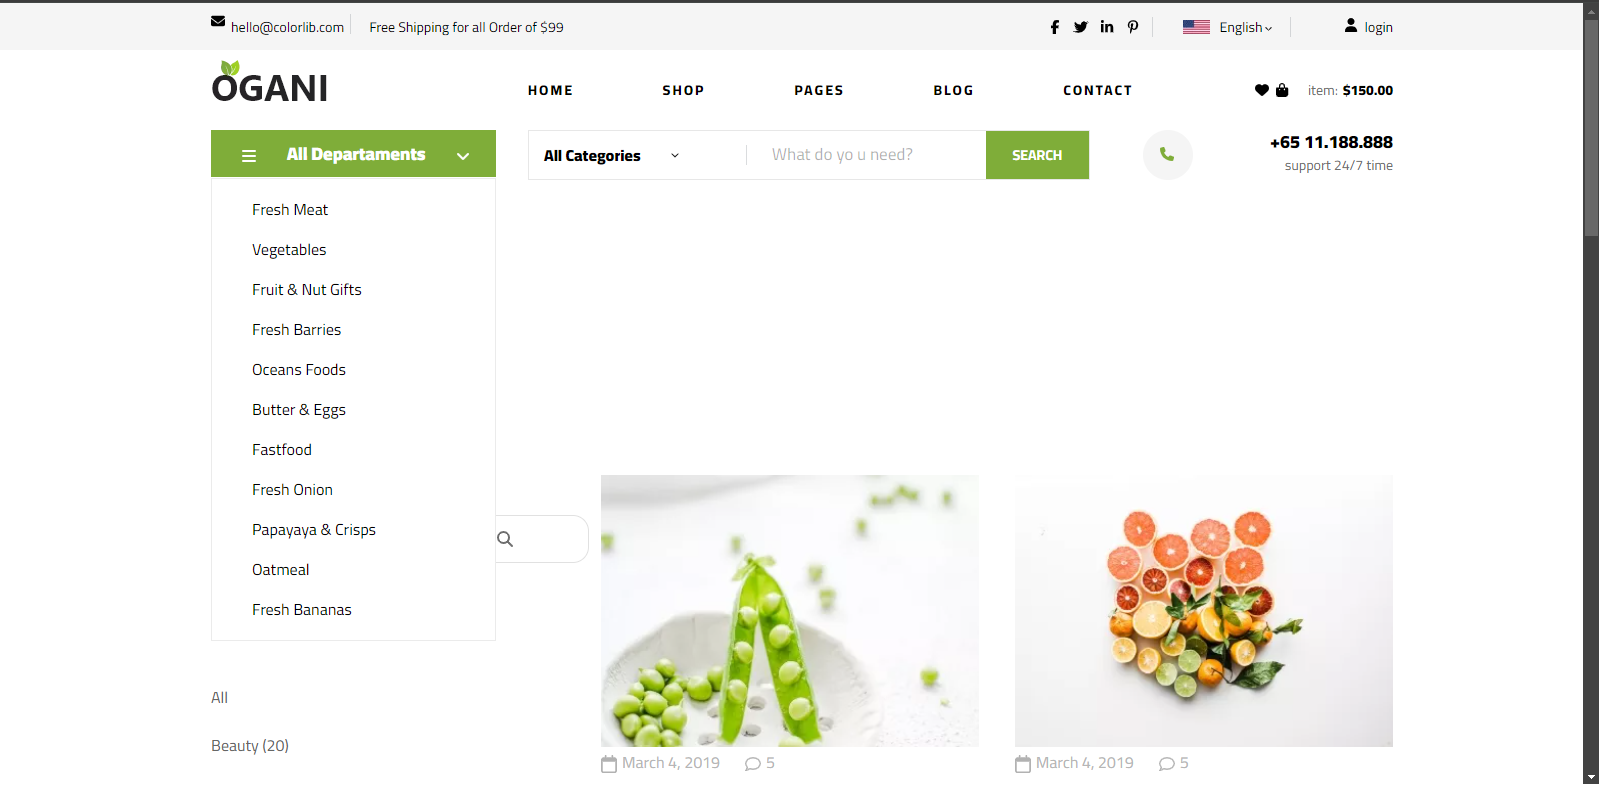 hello@colorlib.com
Free Shipping for all Order of $99
English
login
OGANI
HOME
SHOP
PAGES
BLOG
CONTACT
item: $150.00
All Departaments
All Categories
What do yo u need?
SEARCH
+65 11.188.888
support 24/7 time
Fresh Meat
Vegetables
Fruit & Nut Gifts
Fresh Barries
Oceans Foods
Butter & Eggs
Fastfood
Fresh Onion
Papayaya & Crisps
Oatmeal
Fresh Bananas
All
Beauty (20)
March 4, 2019
5
March 4, 2019
5